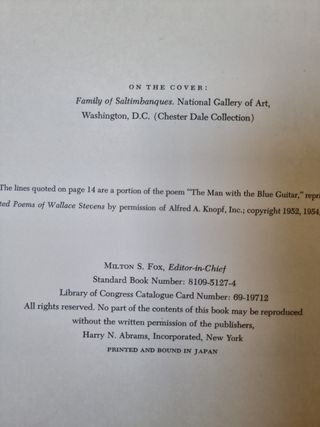 ON THE COVER:
Family of Saltimbanques. National Gallery of Art,
Washington, D.C. (Chester Dale Collection)
The lines quoted on page 14 are a portion of the poem "The Man with the Blue Guitar," repri
ted Poems of Wallace Stevens by permission of Alfred A. Knopf, Inc.; copyright 1952, 1954,
MILTON S. FOX, Editor-in-Chief
Standard Book Number: 8109-5127-4
Library of Congress Catalogue Card Number: 69-19712
All rights reserved. No part of the contents of this book may be reproduced
without the written permission of the publishers,
Harry N. Abrams, Incorporated, New York
PRINTED AND BOUND IN JAPAN